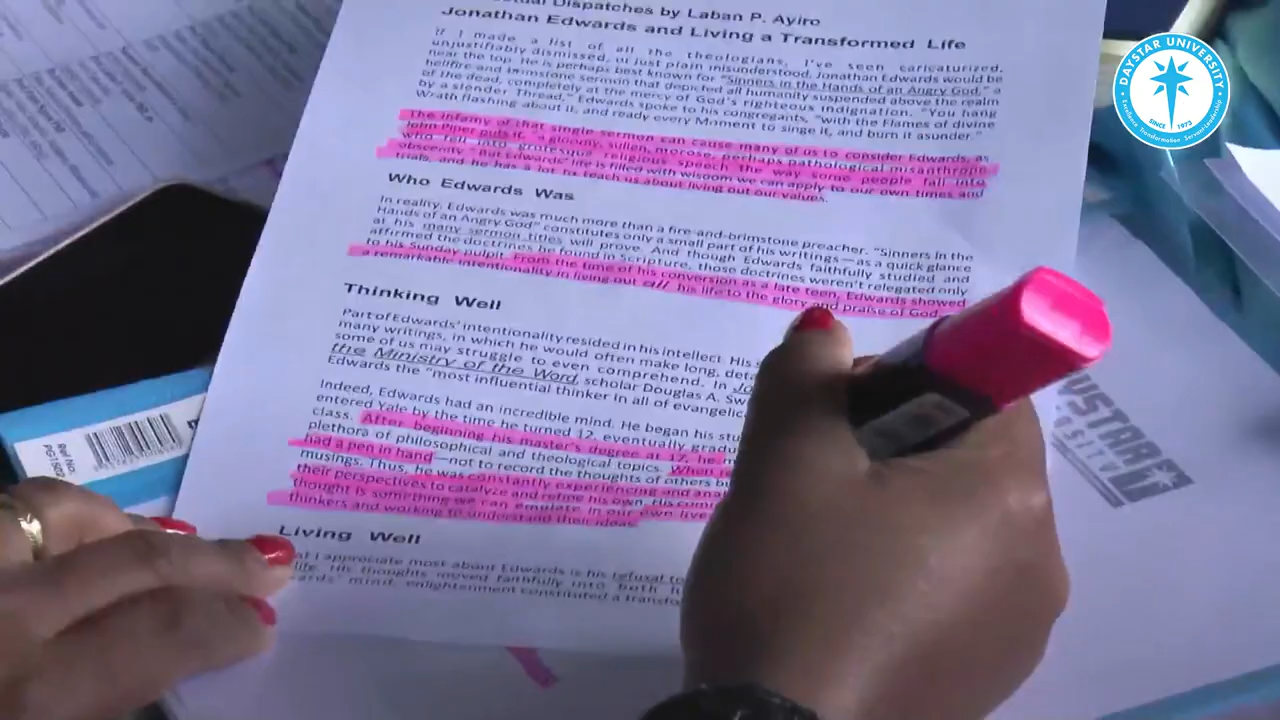 tual Dispatches by Laban P. Ayiro
Jonathan Edwards and Living a Transformed Life
If I made a list of all the theologians, I've seen caricaturized,
unjustifiably dismissed, or just plain misunderstood, Jonathan Edwards would be
near the top. He is perhaps best known for "Sinners in the Hands of an Angry God," a
hellfire and brimstone sermon that depicted all humanity suspended above the realm
of the dead, completely at the mercy of God's righteous indignation. "You hang
by a slender Thread," Edwards spoke to his congregants, "with the Flames of divine
Wrath flashing about it, and ready every Moment to singe it, and burn it asunder."
The infamy of that single sermon can cause many of us to consider Edwards, as
John Piper puts it, "a gloomy, sullen, morose, perhaps pathological misanthrope
who fell into grotesque religious speech the way some people fall into
obscenity." But Edwards' life is filled with wisdom we can apply to our own times and
trials, and he has a lot to teach us about living out our values.
Who Edwards Was
In reality, Edwards was much more than a fire-and-brimstone preacher. "Sinners in the
Hands of an Angry God" constitutes only a small part of his writings—as a quick glance
at his many sermon titles will prove. And though Edwards faithfully studied and
affirmed the doctrines he found in Scripture, those doctrines weren't relegated only
to his Sunday pulpit. From the time of his conversion as a late teen, Edwards showed
a remarkable intentionality in living out all his life to the glory and praise of God.
Thinking Well
Part of Edwards' intentionality resided in his intellect. His
many writings, in which he would often make long, deta
some of us may struggle to even comprehend. In Jo
the Ministry of the Word, scholar Douglas A. Swe
Edwards the "most influential thinker in all of evangelic
Indeed, Edwards had an incredible mind. He began his stu
entered Yale by the time he turned 12, eventually gradu
class. After beginning his master's degree at 17, he m
plethora of philosophical and theological topics. When re
had a pen in hand—not to record the thoughts of others bu
musings. Thus, he was constantly experiencing and anal
their perspectives to catalyze and refine his own. His comm
thought is something we can emulate in our own live
thinkers and working to understand their ideas.
Living Well
at I appreciate most about Edwards is his refusal to
life. His thoughts moved faithfully into both h
wards' mind, enlightenment constituted a transfo
DAYSTAR UNIVERSITY
Excellence Transformation Servant Leadership
SINCE 1973
YSTAR
RSITY
Ref No.